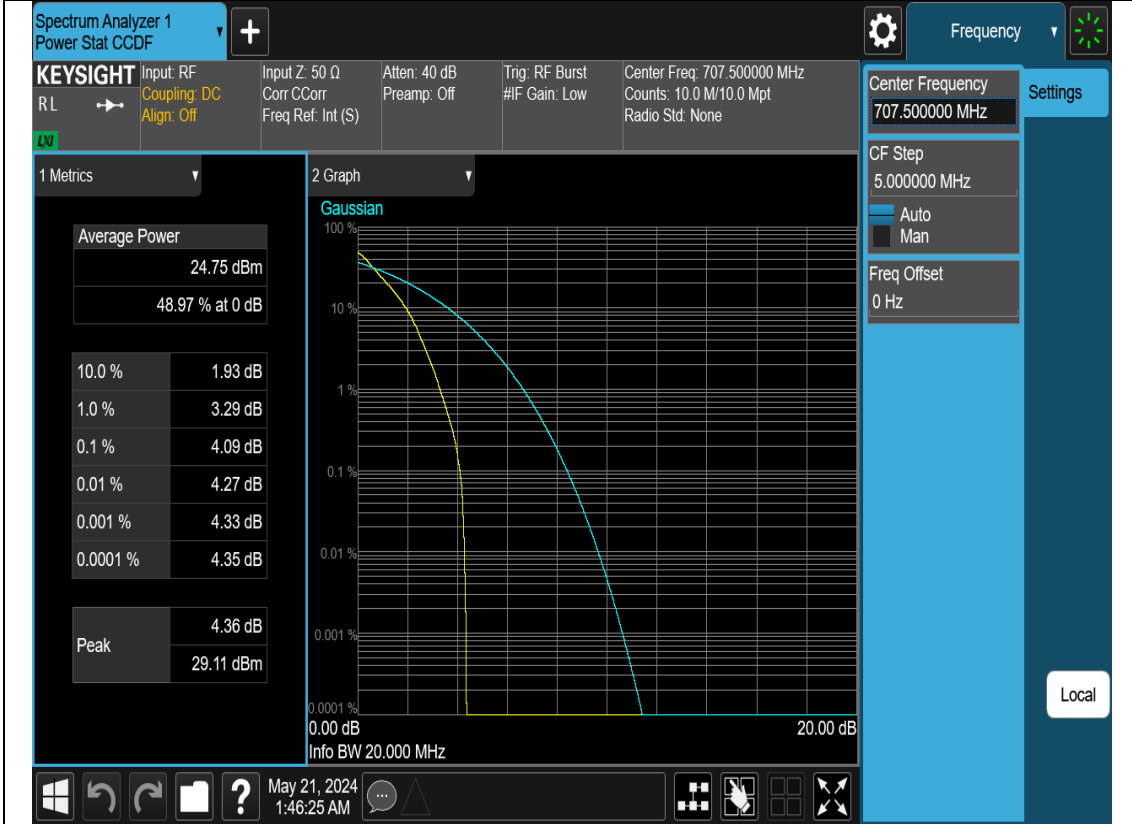 Spectrum Analyzer 1
Power Stat CCDF
+
Frequency
KEYSIGHT
RL
LXI
Input: RF
Coupling: DC
Align: Off
Input Z: 50 Ω
Corr CCorr
Freq Ref: Int (S)
Atten: 40 dB
Preamp: Off
Trig: RF Burst
#IF Gain: Low
Center Freq: 707.500000 MHz
Counts: 10.0 M/10.0 Mpt
Radio Std: None
Center Frequency
707.500000 MHz
Settings
CF Step
5.000000 MHz
Auto
Man
Freq Offset
0 Hz
Local
1 Metrics
Average Power
24.75 dBm
48.97 % at 0 dB
10.0 % 1.93 dB
1.0 % 3.29 dB
0.1 % 4.09 dB
0.01 % 4.27 dB
0.001 % 4.33 dB
0.0001 % 4.35 dB
Peak
4.36 dB
29.11 dBm
2 Graph
Gaussian
100 %
10 %
1 %
0.1 %
0.01 %
0.001 %
0.0001 %
0.00 dB 20.00 dB
Info BW 20.000 MHz
?
May 21, 2024
1:46:25 AM